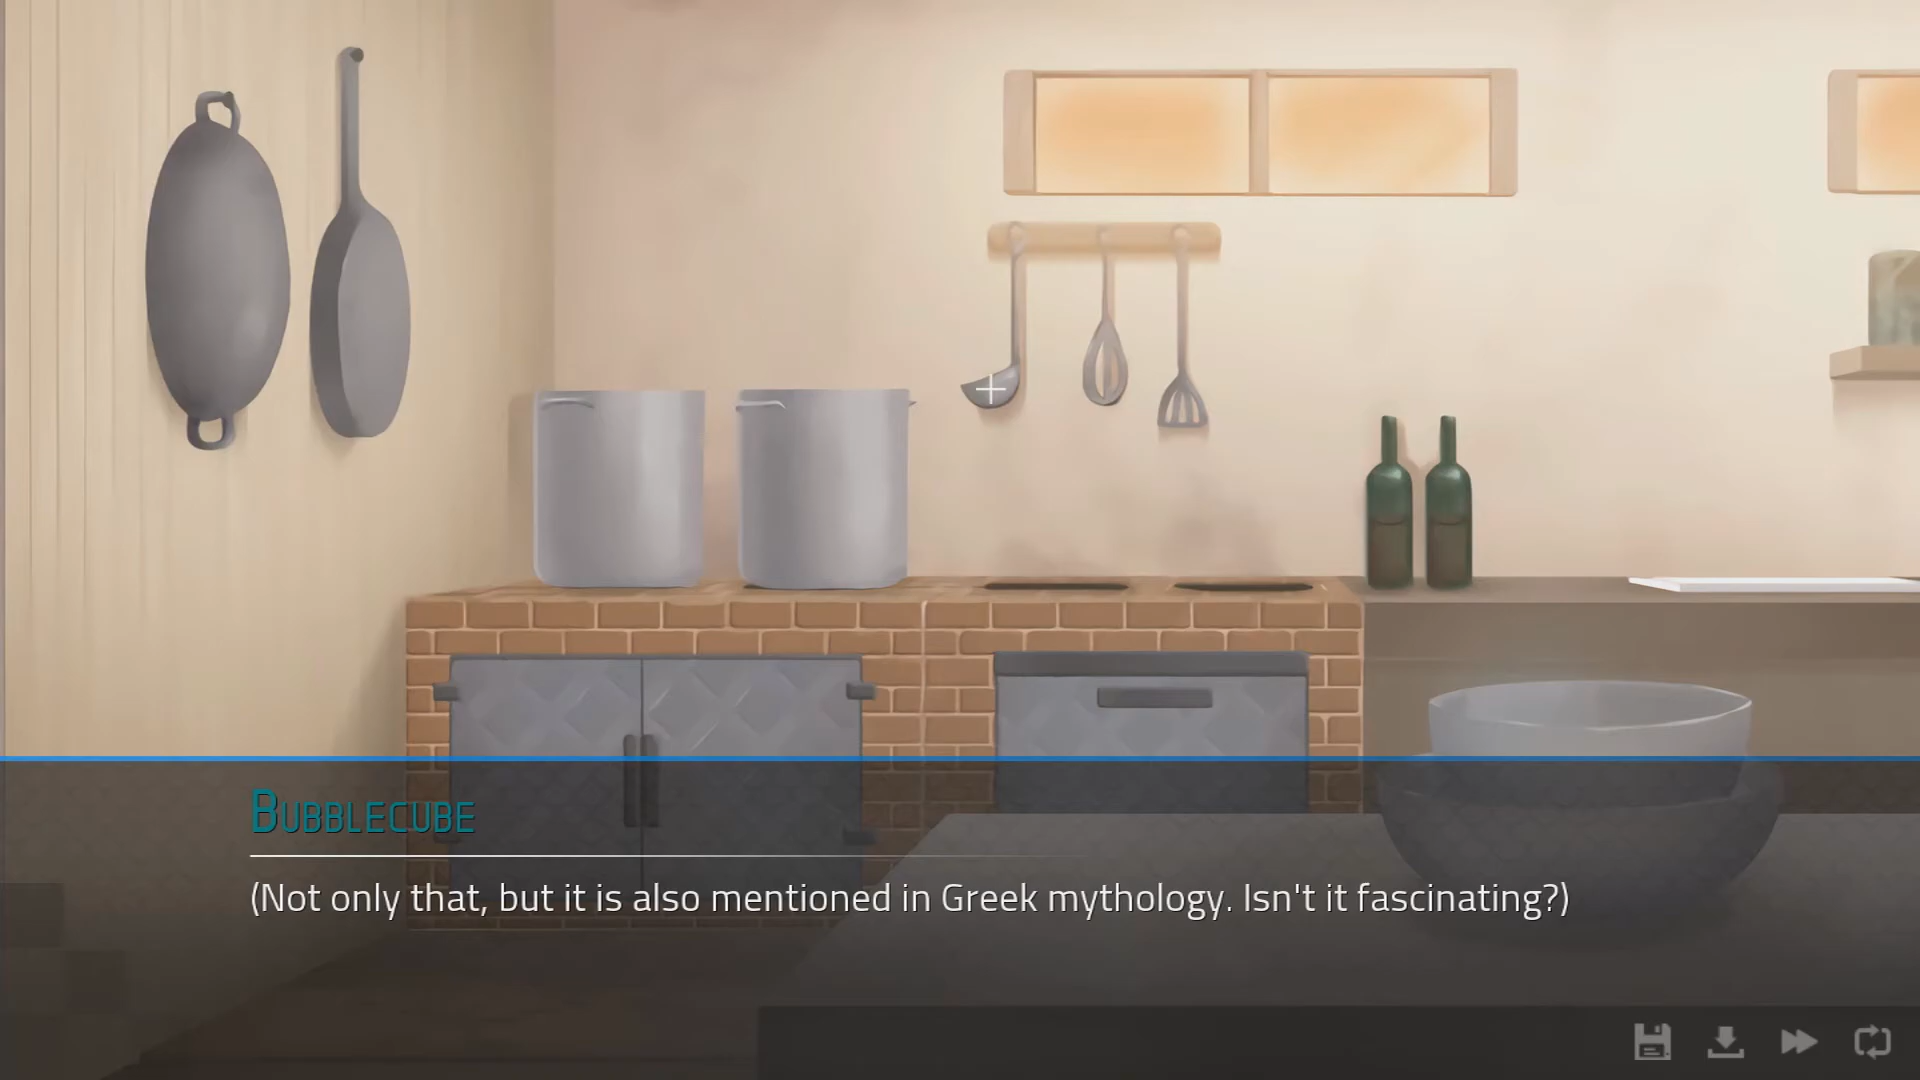 Bubblecube
(Not only that, but it is also mentioned in Greek mythology. Isn't it fascinating?)